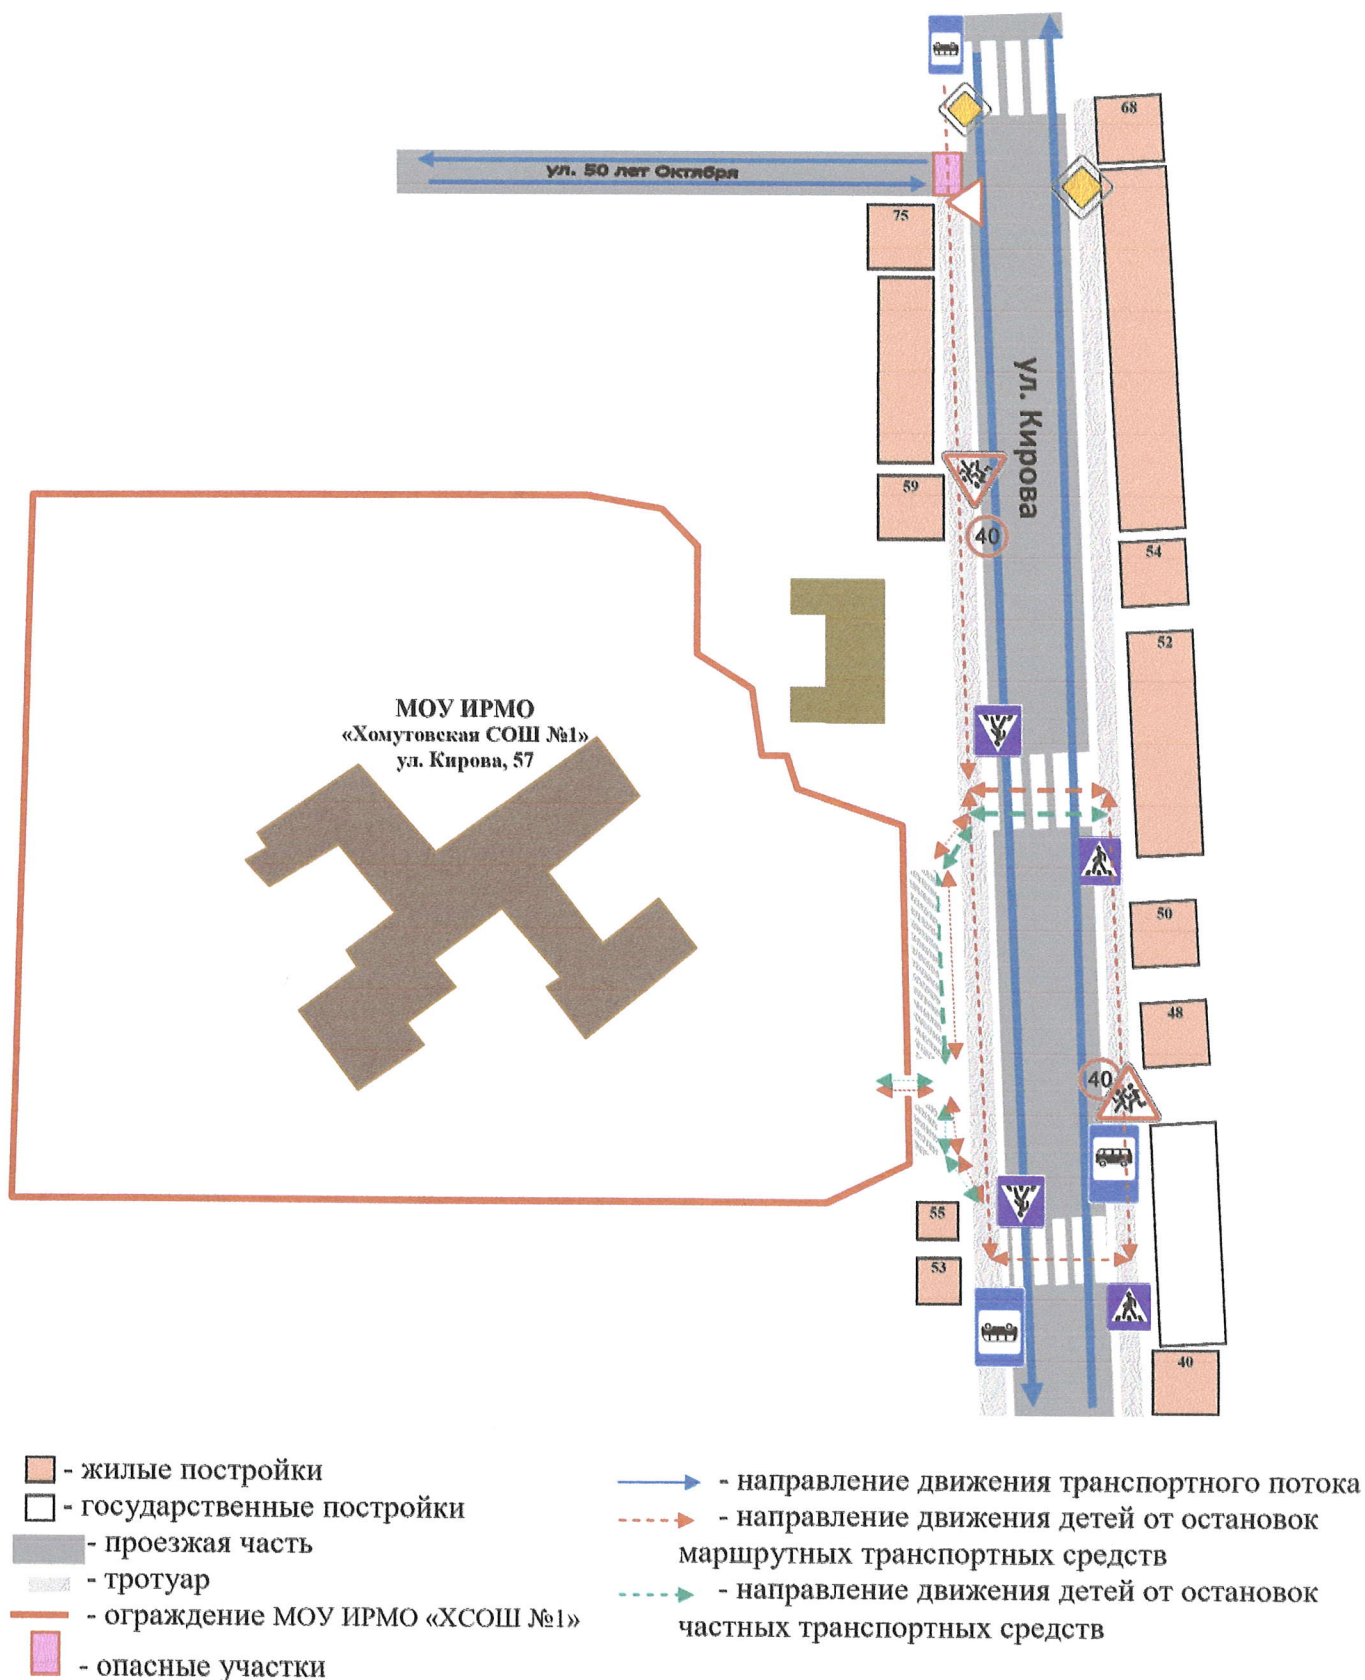 68
ул. 50 лет Октября
75
ул. Кирова
59
40
54
52
МОУ ИРМО
«Хомутовская СОШ №1»
ул. Кирова, 57
50
48
40
55
53
40
- жилые постройки
- государственные постройки
- проезжая часть
- тротуар
- ограждение МОУ ИРМО «ХСОШ №1»
- опасные участки
- направление движения транспортного потока
- направление движения детей от остановок
маршрутных транспортных средств
- направление движения детей от остановок
частных транспортных средств